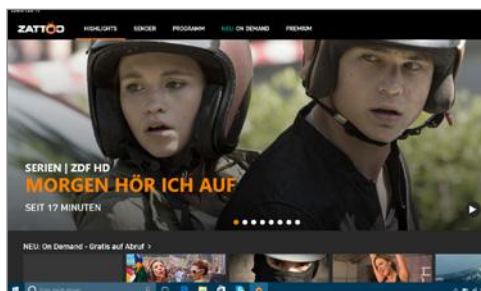 ZATTOO HIGHLIGHTS SENDER PROGRAMM NEU: ON DEMAND PREMIUM
SERIEN | ZDF HD
MORGEN HÖR ICH AUF
SEIT 17 MINUTEN
NEU: On Demand - Gratis auf Abruf >